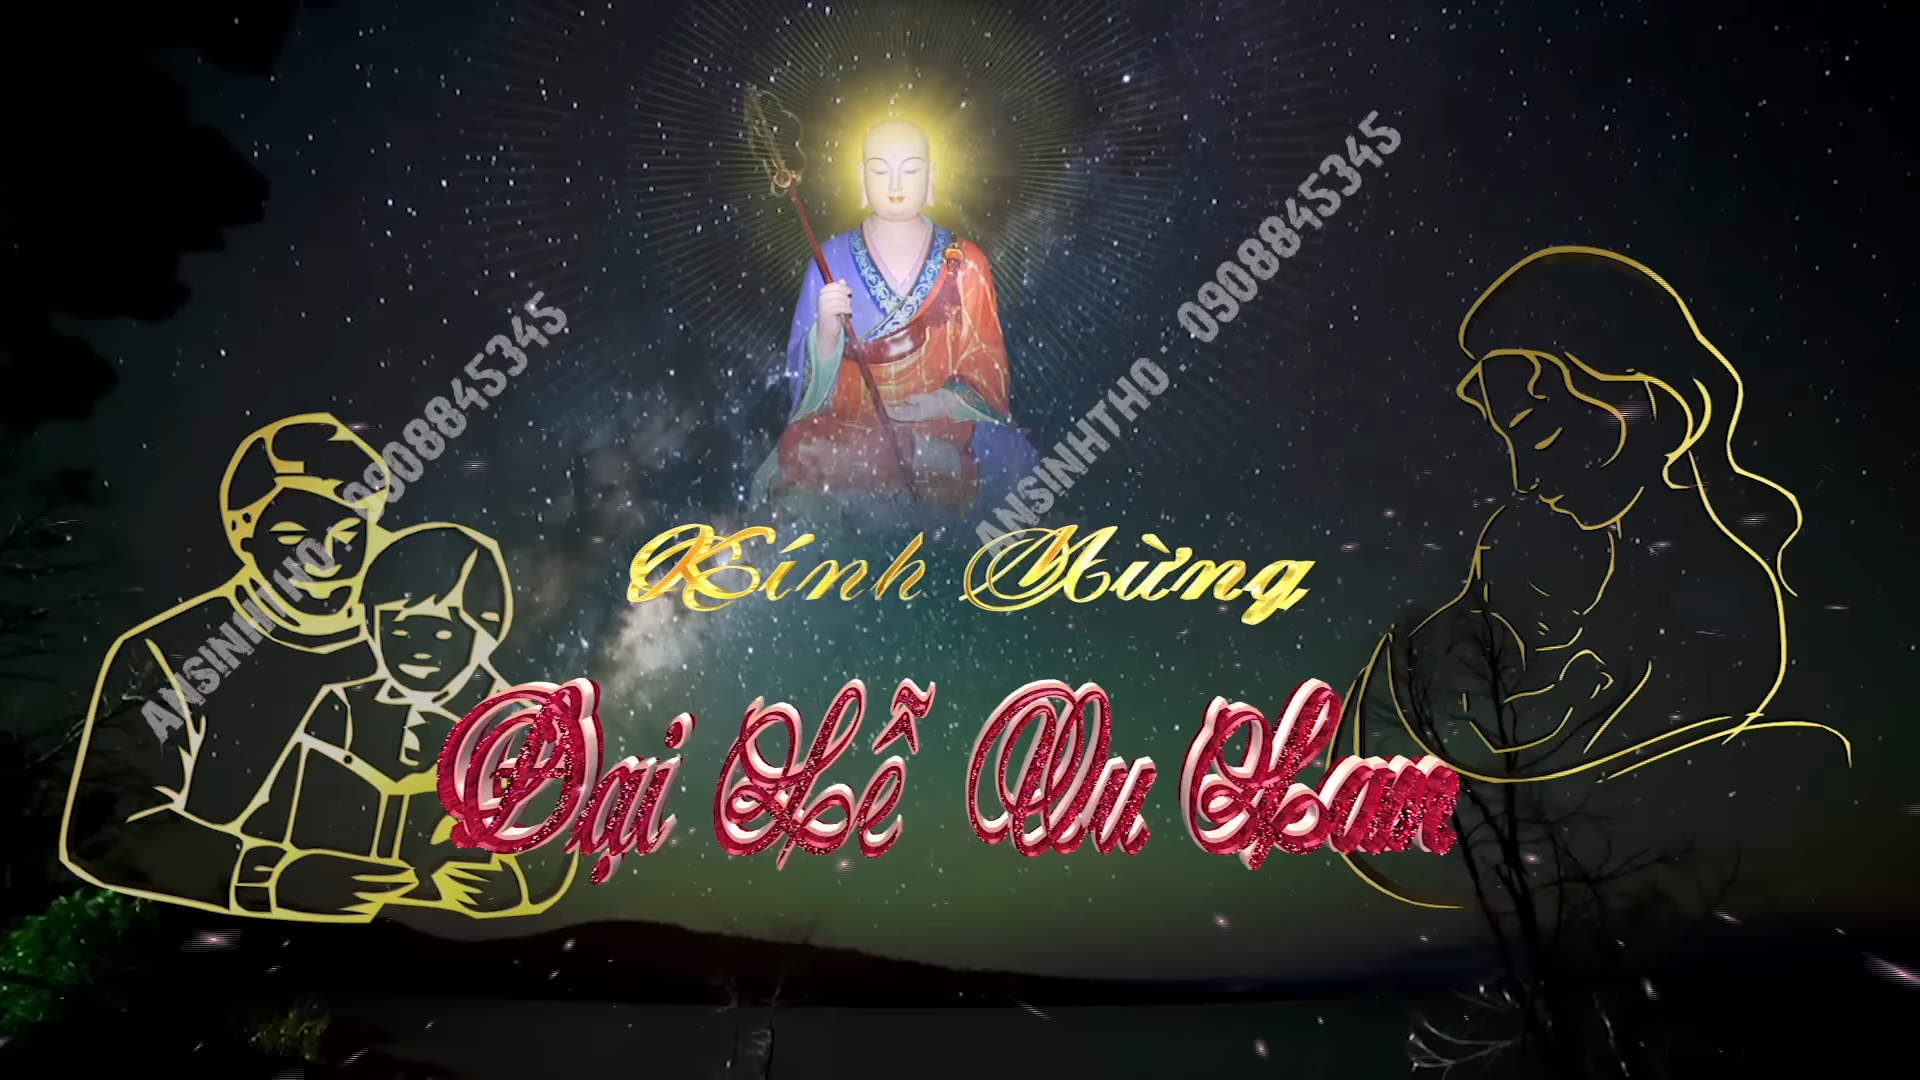 ANSINHTHO : 0908845345
ANSINHTHO : 0908845345
Kính Mừng
Đại Lễ Vu Lan